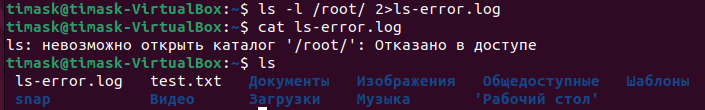 timask@timask-VirtualBox:~$ ls -l /root/ 2>ls-error.log
timask@timask-VirtualBox:~$ cat ls-error.log
ls: невозможно открыть каталог '/root/': Отказано в доступе
timask@timask-VirtualBox:~$ ls
ls-error.log test.txt Документы Изображения Общедоступные Шаблоны
snap Видео Загрузки Музыка 'Рабочий стол'